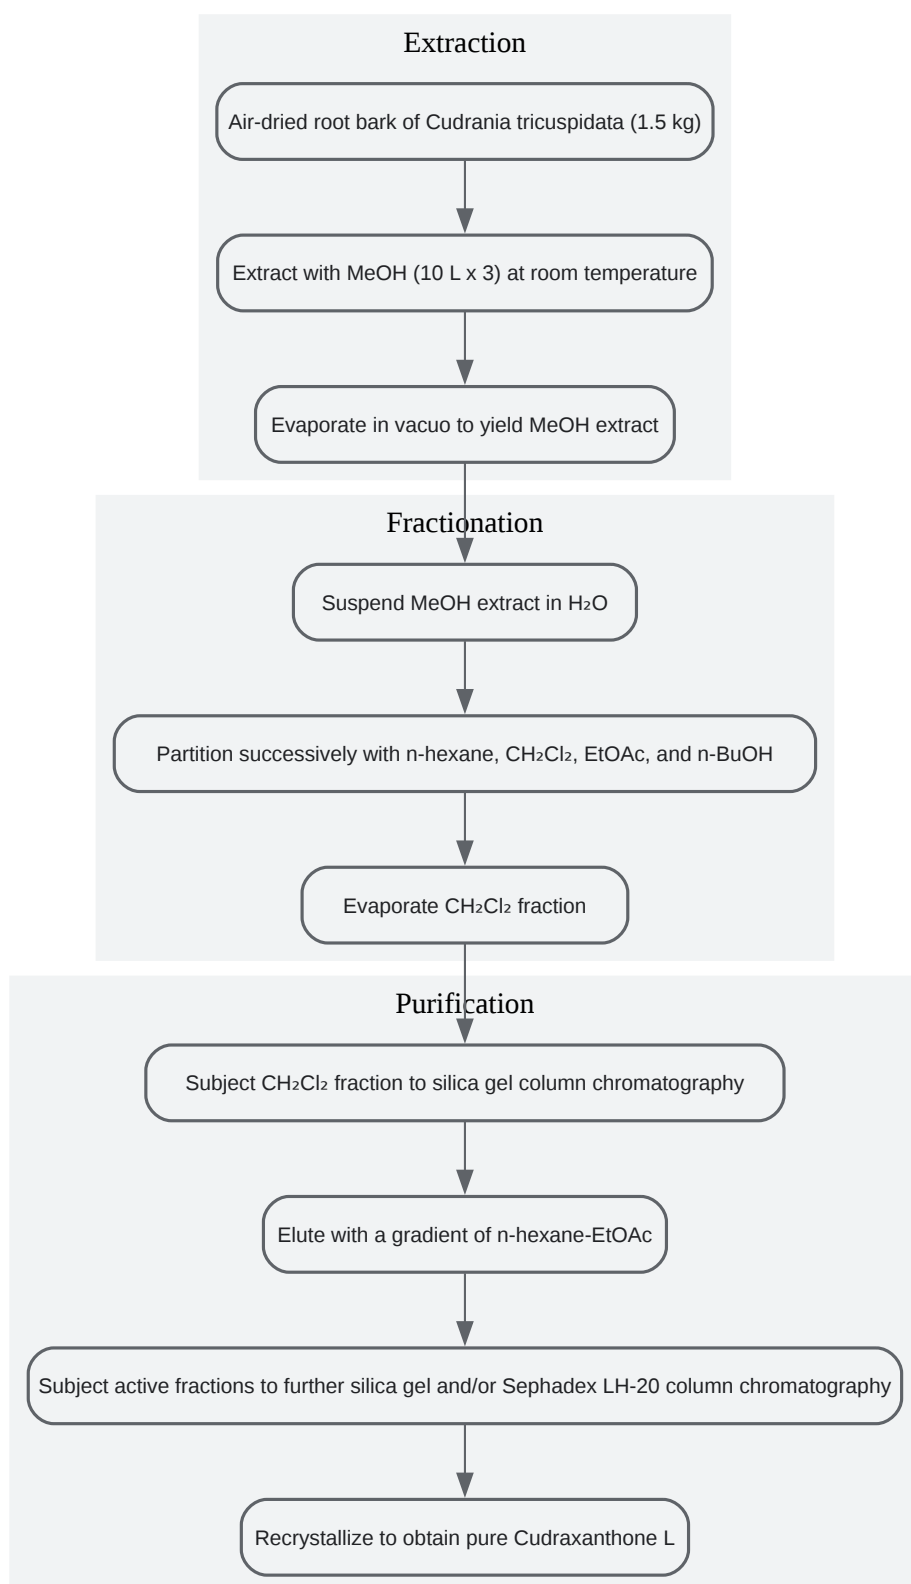 Extraction
Air-dried root bark of Cudrania tricuspidata (1.5 kg)
Extract with MeOH (10 L x 3) at room temperature
Evaporate in vacuo to yield MeOH extract
Fractionation
Suspend MeOH extract in H₂O
Partition successively with n-hexane, CH₂Cl₂, EtOAc, and n-BuOH
Evaporate CH₂Cl₂ fraction
Purification
Subject CH₂Cl₂ fraction to silica gel column chromatography
Elute with a gradient of n-hexane-EtOAc
Subject active fractions to further silica gel and/or Sephadex LH-20 column chromatography
Recrystallize to obtain pure Cudraxanthone L